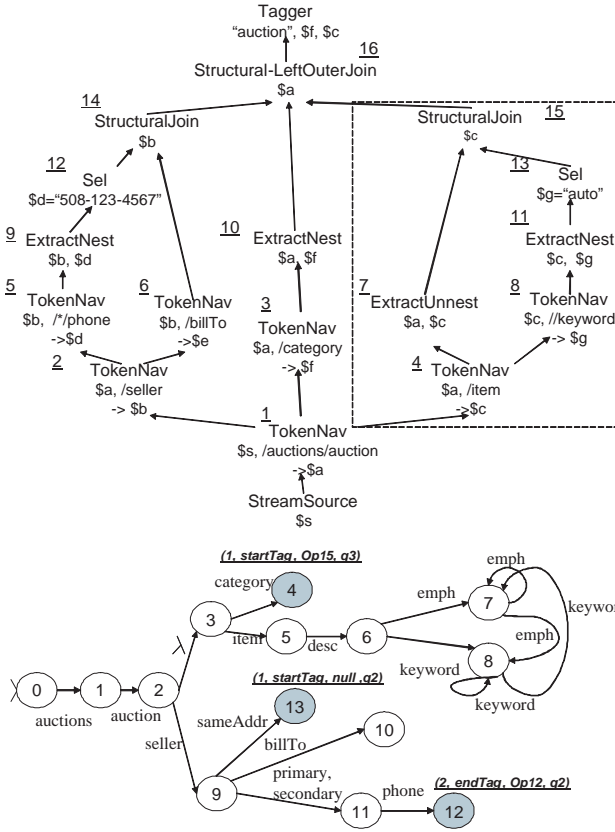 Tagger
"auction", $f, $c
16
Structural-LeftOuterJoin
$a
14
StructuralJoin
$b
15
StructuralJoin
$c
12
Sel
$d="508-123-4567"
13
Sel
$g="auto"
9
ExtractNest
$b, $d
10
ExtractNest
$a, $f
11
ExtractNest
$c, $g
5
TokenNav
$b, /*/phone
->$d
6
TokenNav
$b, /billTo
->$e
3
TokenNav
$a, /category
-> $f
7
ExtractUnnest
$a, $c
8
TokenNav
$c, //keyword
-> $g
2
TokenNav
$a, /seller
-> $b
4
TokenNav
$a, /item
->$c
1
TokenNav
$s, /auctions/auction
->$a
StreamSource
$s
(1, startTag, Op15, q3)
category
4
emph
7
keyword
3
item
5
desc
6
emph
emph
λ
8
keyword
keyword
0
1
2
auctions
auction
(1, startTag, null ,q2)
sameAddr
13
billTo
10
seller
9
primary,
secondary
11
phone
(2, endTag, Op12, q2)
12